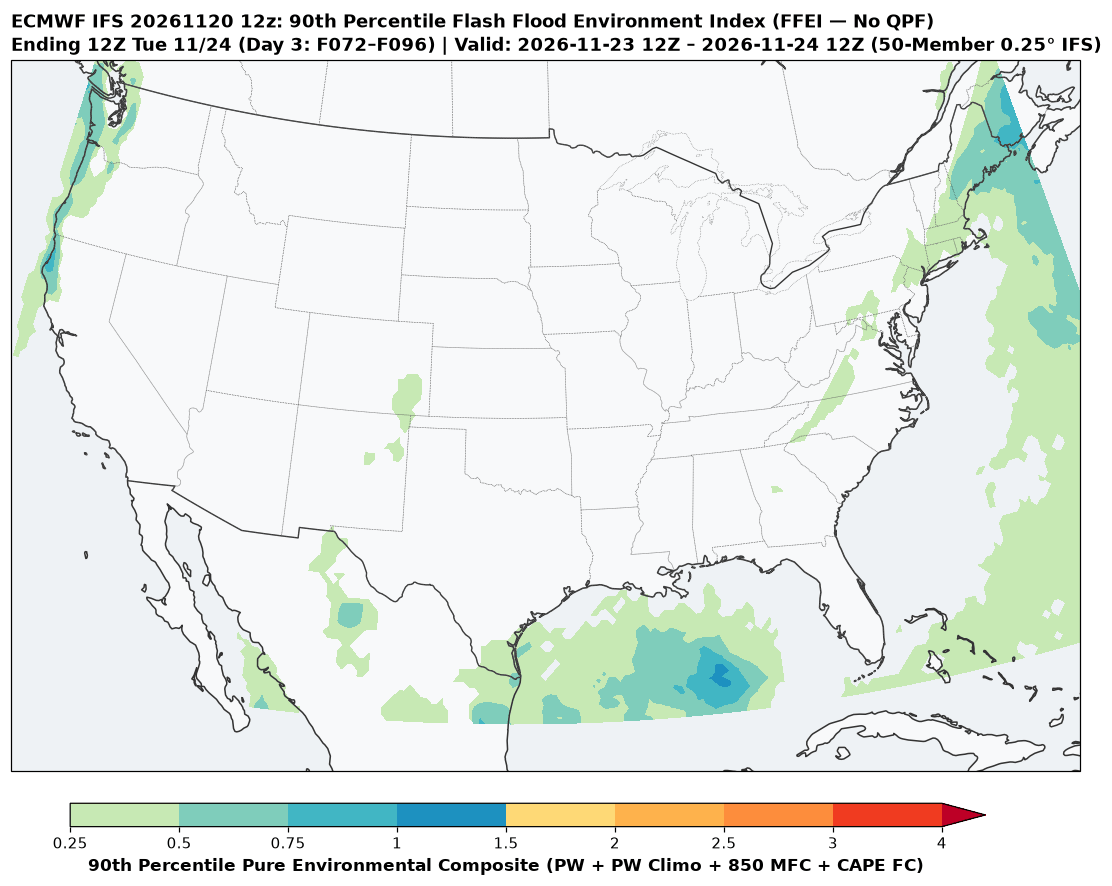 ECMWF IFS 20261120 12z: 90th Percentile Flash Flood Environment Index (FFEI — No QPF)
Ending 12Z Tue 11/24 (Day 3: F072–F096) | Valid: 2026-11-23 12Z – 2026-11-24 12Z (50-Member 0.25° IFS)
0.25 0.5 0.75 1 1.5 2 2.5 3 4
90th Percentile Pure Environmental Composite (PW + PW Climo + 850 MFC + CAPE FC)